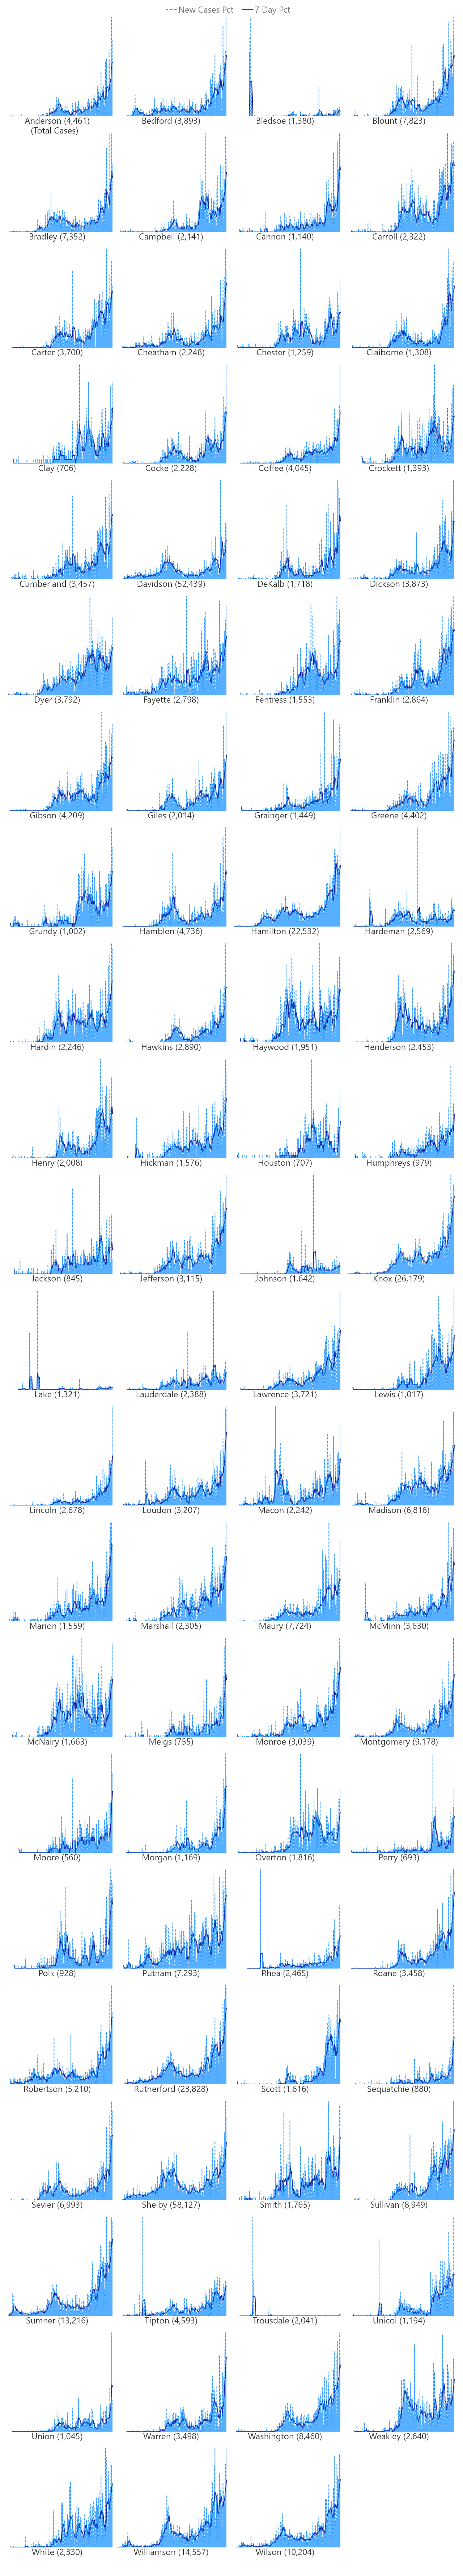 New Cases Pct 7 Day Pct
Anderson (4,461) Bedford (3,893) Bledsoe (1,380) Blount (7,823)
(Total Cases)
Bradley (7,352) Campbell (2,141) Cannon (1,140) Carroll (2,322)
Carter (3,700) Cheatham (2,248) Chester (1,259) Claiborne (1,308)
Clay (706) Cocke (2,228) Coffee (4,045) Crockett (1,393)
Cumberland (3,457) Davidson (52,439) DeKalb (1,718) Dickson (3,873)
Dyer (3,792) Fayette (2,798) Fentress (1,553) Franklin (2,864)
Gibson (4,209) Giles (2,014) Grainger (1,449) Greene (4,402)
Grundy (1,002) Hamblen (4,736) Hamilton (22,532) Hardeman (2,569)
Hardin (2,246) Hawkins (2,890) Haywood (1,951) Henderson (2,453)
Henry (2,008) Hickman (1,576) Houston (707) Humphreys (979)
Jackson (845) Jefferson (3,115) Johnson (1,642) Knox (26,179)
Lake (1,321) Lauderdale (2,388) Lawrence (3,721) Lewis (1,017)
Lincoln (2,678) Loudon (3,207) Macon (2,242) Madison (6,816)
Marion (1,559) Marshall (2,305) Maury (7,724) McMinn (3,630)
McNairy (1,663) Meigs (755) Monroe (3,039) Montgomery (9,178)
Moore (560) Morgan (1,169) Overton (1,816) Perry (693)
Polk (928) Putnam (7,293) Rhea (2,465) Roane (3,458)
Robertson (5,210) Rutherford (23,828) Scott (1,616) Sequatchie (880)
Sevier (6,993) Shelby (58,127) Smith (1,765) Sullivan (8,949)
Sumner (13,216) Tipton (4,593) Trousdale (2,041) Unicoi (1,194)
Union (1,045) Warren (3,498) Washington (8,460) Weakley (2,640)
White (2,330) Williamson (14,557) Wilson (10,204)